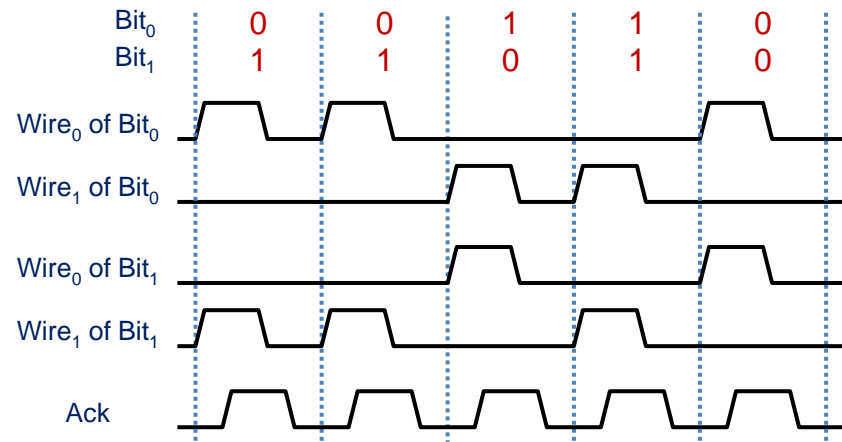 Bit₀ 0 0 1 1 0
Bit₁ 1 1 0 1 0
Wire₀ of Bit₀
Wire₁ of Bit₀
Wire₀ of Bit₁
Wire₁ of Bit₁
Ack